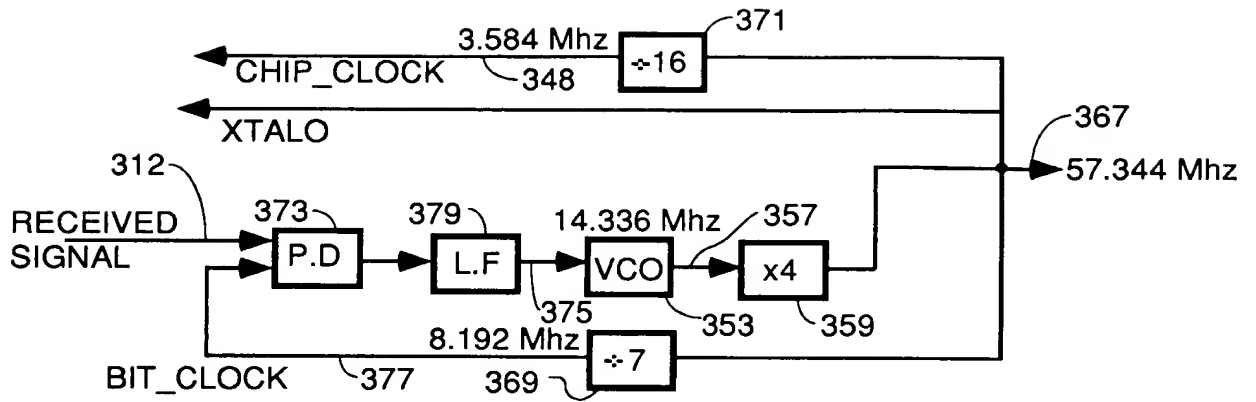 371
3.584 Mhz
÷16
CHIP_CLOCK
348
XTALO
367
57.344 Mhz
312
RECEIVED
SIGNAL
373
P.D
379
L.F
375
14.336 Mhz
357
VCO
353
x4
359
8.192 Mhz
÷7
BIT_CLOCK
377
369